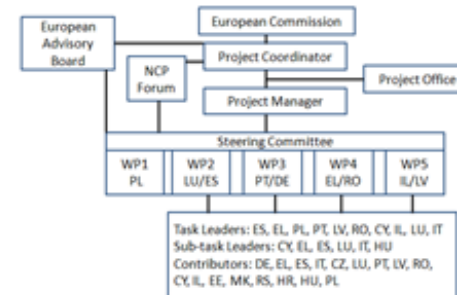 European Commission
European
Advisory
Board
Project Coordinator
NCP
Forum
Project Office
Project Manager
Steering Committee
WP1
PL
WP2
LU/ES
WP3
PT/DE
WP4
EL/RO
WP5
IL/LV
Task Leaders: ES, EL, PL, PT, LV, RO, CY, IL, LU, IT
Sub-task Leaders: CY, EL, ES, LU, IT, HU
Contributors: DE, EL, ES, IT, CZ, LU, PT, LV, RO,
CY, IL, EE, MK, RS, HR, HU, PL